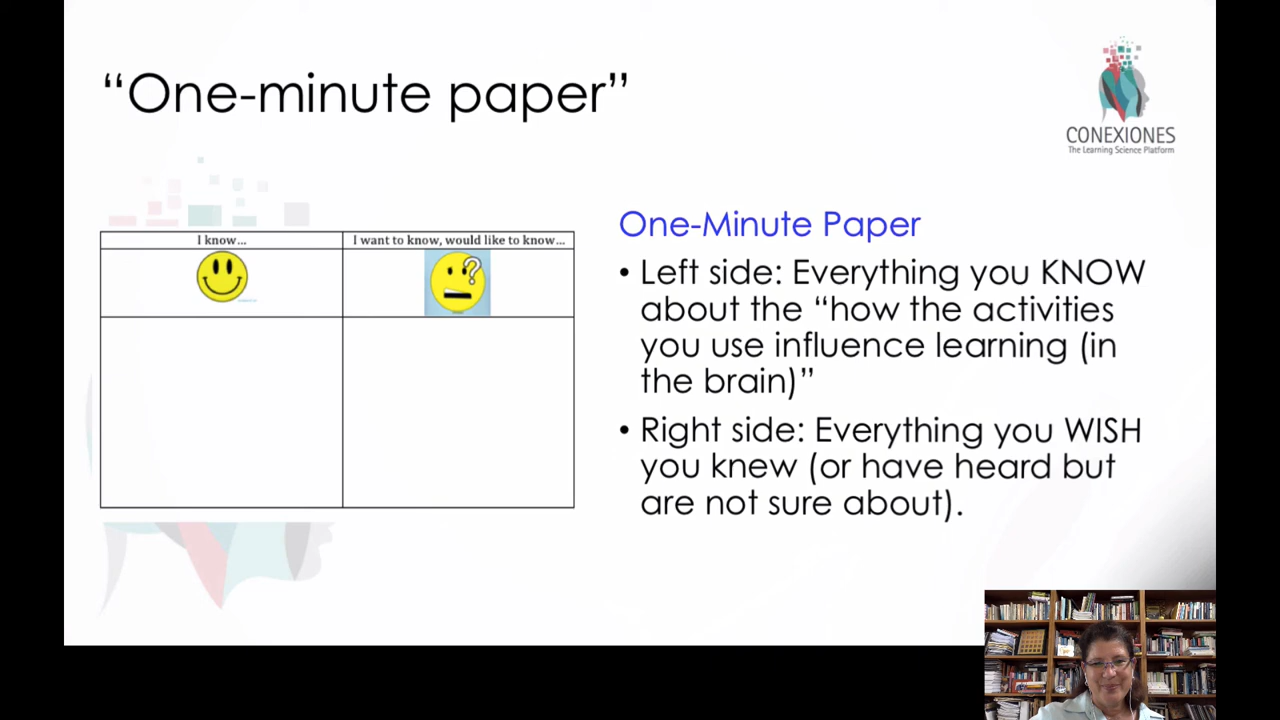 “One-minute paper”
CONEXIONES
The Learning Science Platform
I know...
I want to know, would like to know...
One-Minute Paper
• Left side: Everything you KNOW
about the “how the activities
you use influence learning (in
the brain)”
• Right side: Everything you WISH
you knew (or have heard but
are not sure about).